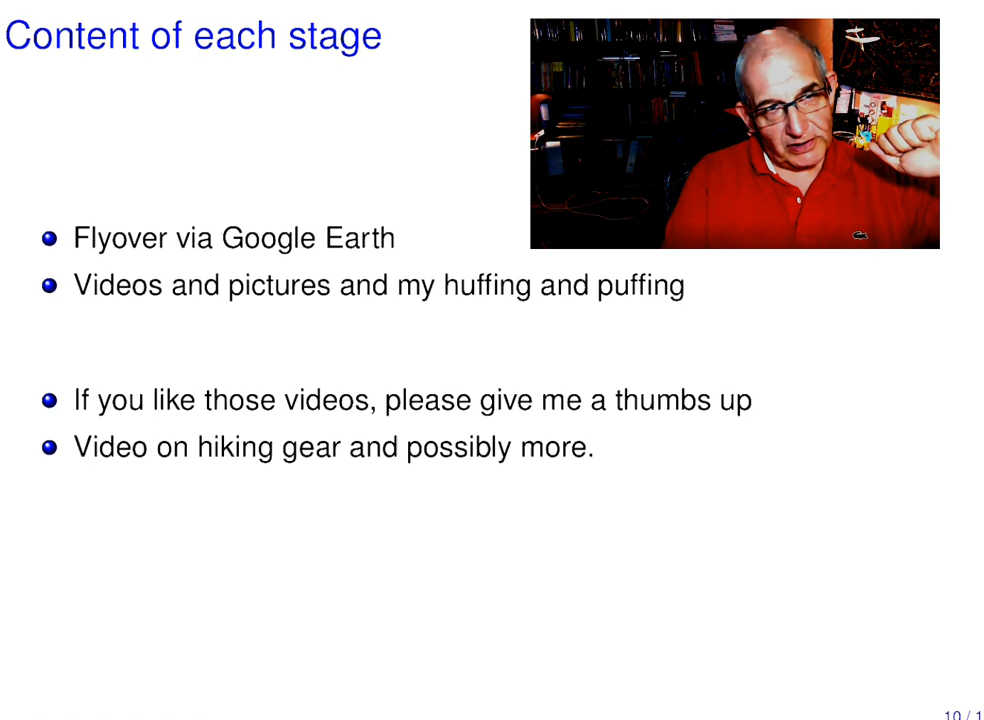 Content of each stage
Flyover via Google Earth
Videos and pictures and my huffing and puffing
If you like those videos, please give me a thumbs up
Video on hiking gear and possibly more.
10 / 1